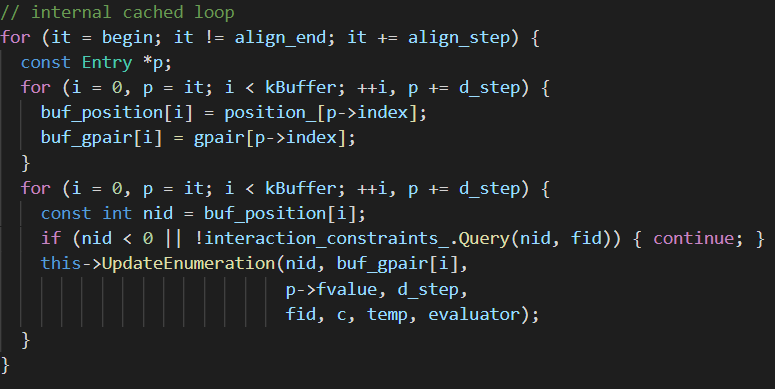 // internal cached loop
for (it = begin; it != align_end; it += align_step) {
  const Entry *p;
  for (i = 0, p = it; i < kBuffer; ++i, p += d_step) {
    buf_position[i] = position_[p->index];
    buf_gpair[i] = gpair[p->index];
  }
  for (i = 0, p = it; i < kBuffer; ++i, p += d_step) {
    const int nid = buf_position[i];
    if (nid < 0 || !interaction_constraints_.Query(nid, fid)) { continue; }
    this->UpdateEnumeration(nid, buf_gpair[i],
                            p->fvalue, d_step,
                            fid, c, temp, evaluator);
  }
}